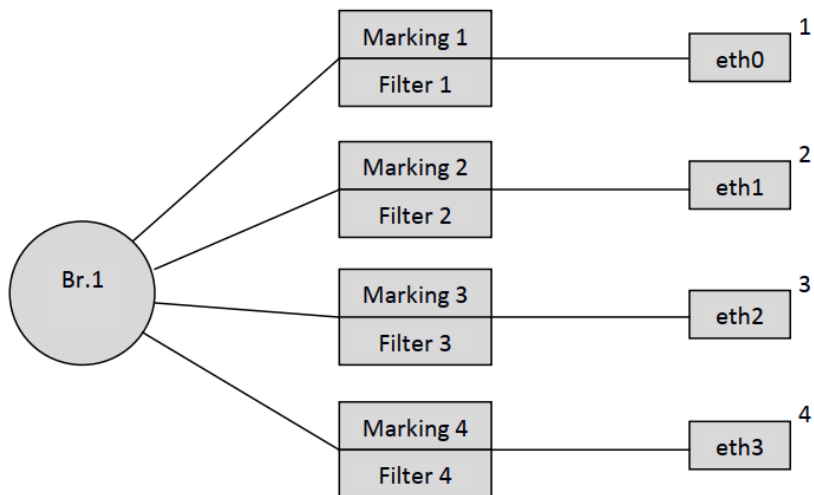 Marking 1
Filter 1
eth0
1
Marking 2
Filter 2
eth1
2
Br.1
Marking 3
Filter 3
eth2
3
Marking 4
Filter 4
eth3
4